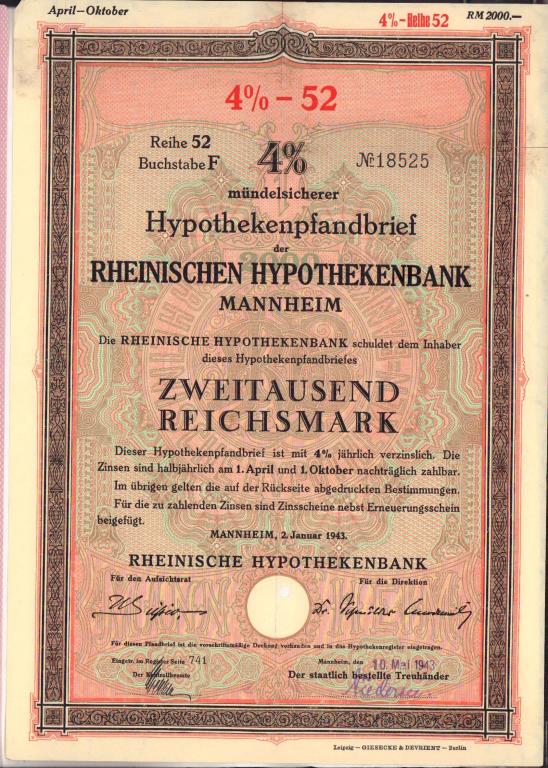 April–Oktober
4%-Reihe 52
RM 2000.—
4% – 52
Reihe 52
Buchstabe F
4%
№ 18525
mündelsicherer
Hypothekenpfandbrief
der
RHEINISCHEN HYPOTHEKENBANK
MANNHEIM
Die RHEINISCHE HYPOTHEKENBANK schuldet dem Inhaber
dieses Hypothekenpfandbriefes
ZWEITAUSEND
REICHSMARK
Dieser Hypothekenpfandbrief ist mit 4% jährlich verzinslich. Die
Zinsen sind halbjährlich am 1. April und 1. Oktober nachträglich zahlbar.
Im übrigen gelten die auf der Rückseite abgedruckten Bestimmungen.
Für die zu zahlenden Zinsen sind Zinsscheine nebst Erneuerungsschein
beigefügt.
MANNHEIM, 2. Januar 1943.
RHEINISCHE HYPOTHEKENBANK
Für den Aufsichtsrat
Für die Direktion
Für diesen Pfandbrief ist die vorschriftsmäßige Deckung vorhanden und in das Hypothekenregister eingetragen.
Eingetr. im Register Seite 741
Mannheim, den 10. Mai 1943
Der Kontrollbeamte
Der staatlich bestellte Treuhänder
Leipzig – GIESECKE & DEVRIENT – Berlin